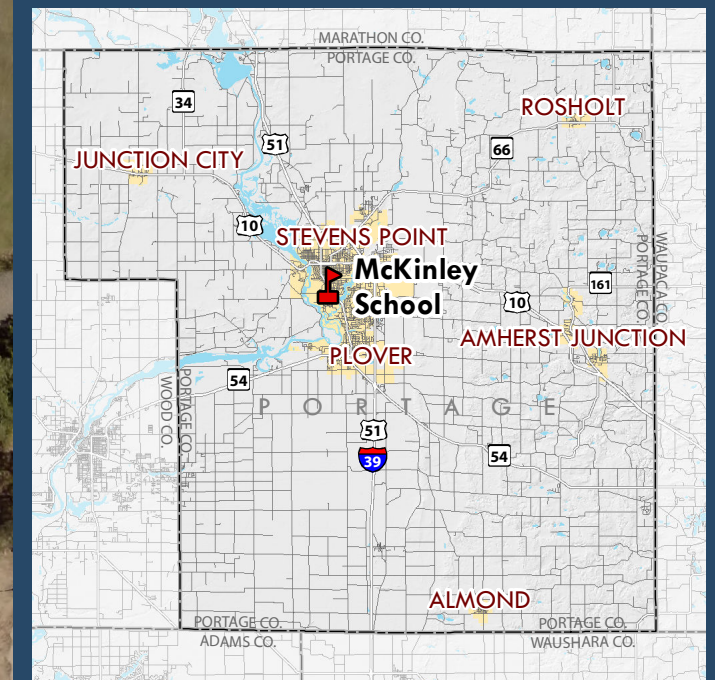 MARATHON CO.
PORTAGE CO.
34
ROSHOLT
51
66
JUNCTION CITY
10
STEVENS POINT
WAUPACA CO.
PORTAGE CO.
McKinley
School
161
10
AMHERST JUNCTION
PLOVER
54
PORTAGE CO.
WOOD CO.
PORTAGE
51
39
54
ALMOND
PORTAGE CO.
ADAMS CO.
PORTAGE CO.
WAUSHARA CO.